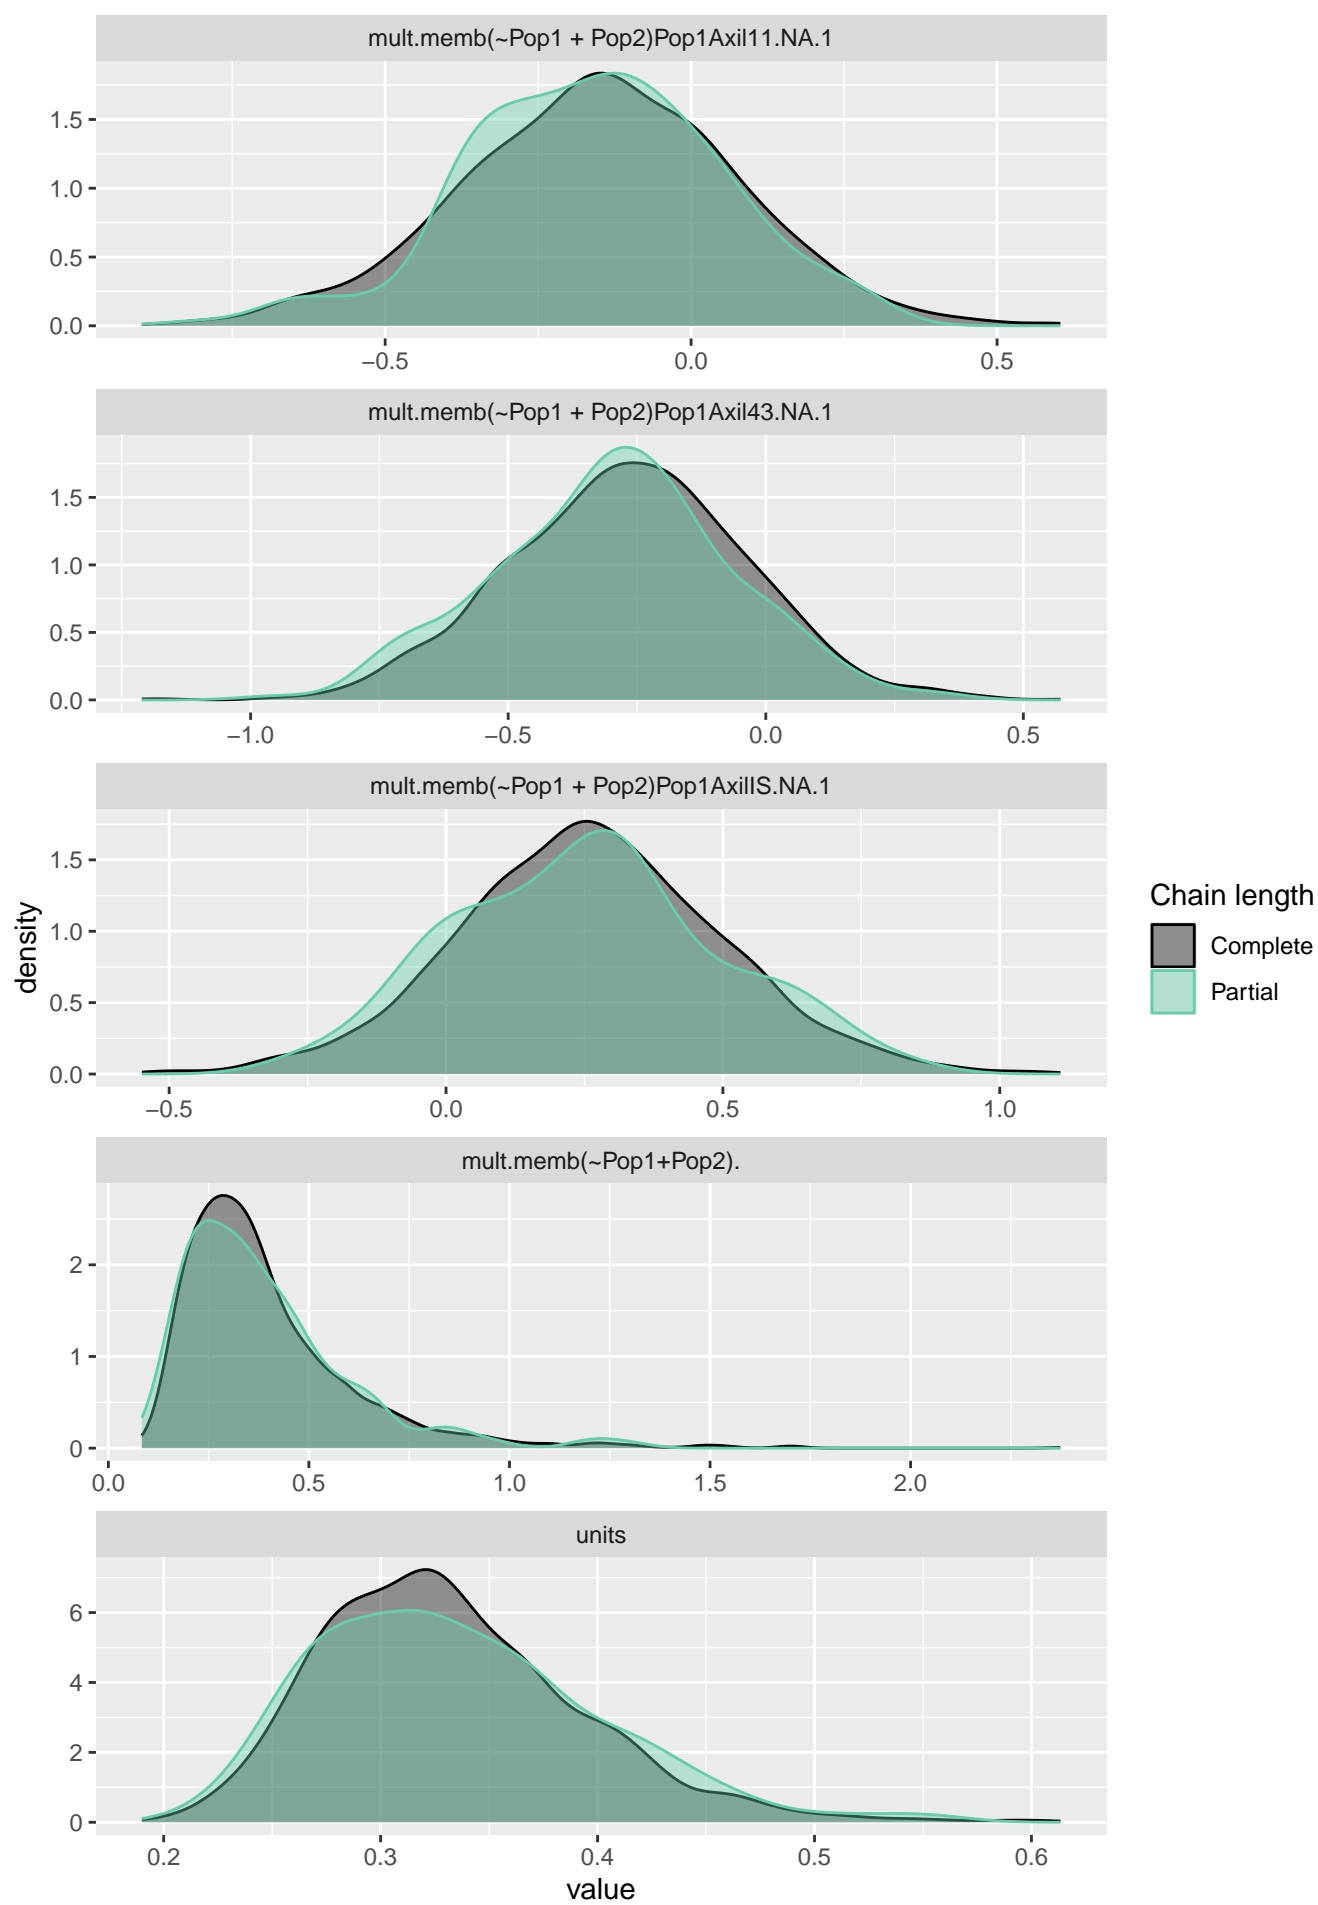 mult.memb(~Pop1 + Pop2)Pop1Axil11.NA.1
1.5
1.0
0.5
0.0
−0.5 0.0 0.5
mult.memb(~Pop1 + Pop2)Pop1Axil43.NA.1
1.5
1.0
0.5
0.0
−1.0 −0.5 0.0 0.5
mult.memb(~Pop1 + Pop2)Pop1AxilIS.NA.1
1.5
1.0
0.5
0.0
−0.5 0.0 0.5 1.0
density
Chain length
Complete
Partial
mult.memb(~Pop1+Pop2).
2
1
0
0.0 0.5 1.0 1.5 2.0
units
6
4
2
0
0.2 0.3 0.4 0.5 0.6
value